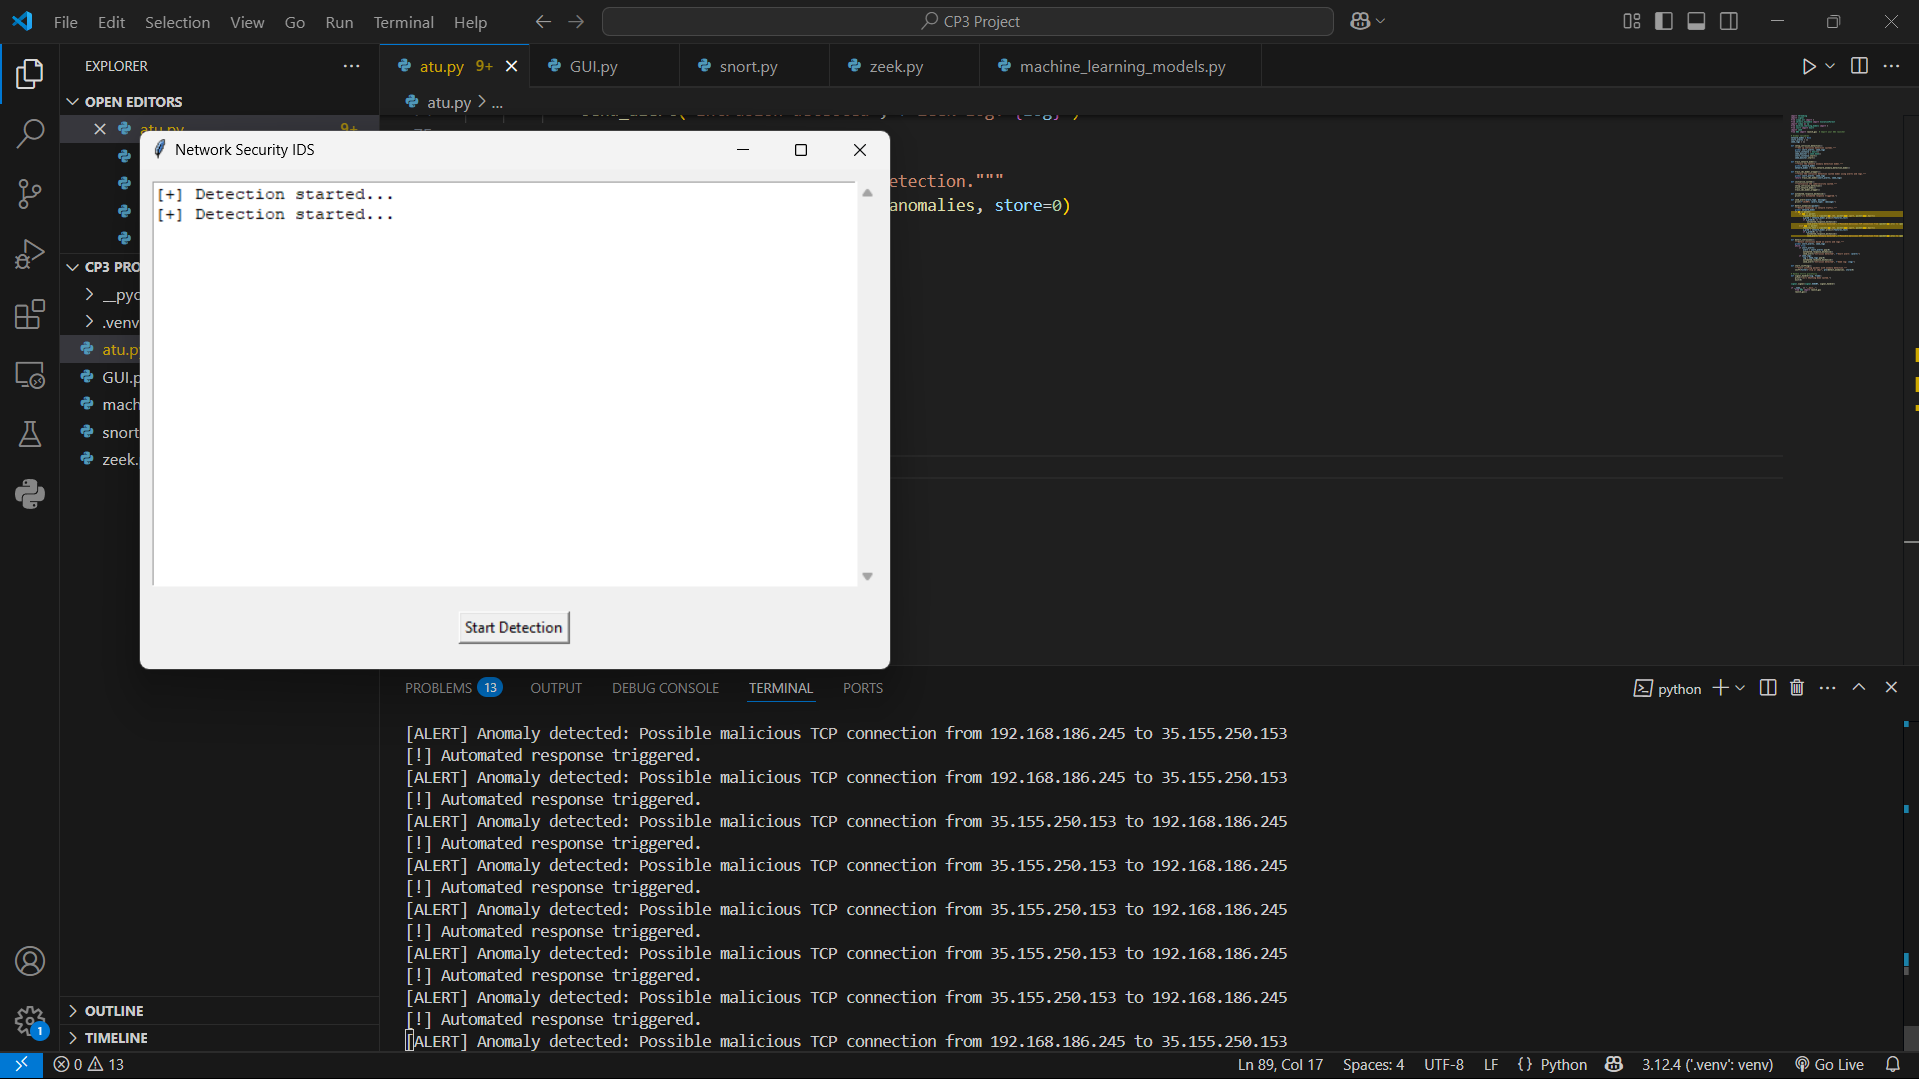 File Edit Selection View Go Run Terminal Help
CP3 Project
EXPLORER
OPEN EDITORS
atu.py 9+
GUI.py
snort.py
zeek.py
machine_learning_models.py
atu.py > ...
atu.py 9+
CP3 PRO
__pyc
.venv
atu.p
GUI.p
mach
snort
zeek.
Network Security IDS
[+] Detection started...
[+] Detection started...
Start Detection
etection."""
anomalies, store=0)
PROBLEMS 13 OUTPUT DEBUG CONSOLE TERMINAL PORTS
python
[ALERT] Anomaly detected: Possible malicious TCP connection from 192.168.186.245 to 35.155.250.153
[!] Automated response triggered.
[ALERT] Anomaly detected: Possible malicious TCP connection from 192.168.186.245 to 35.155.250.153
[!] Automated response triggered.
[ALERT] Anomaly detected: Possible malicious TCP connection from 35.155.250.153 to 192.168.186.245
[!] Automated response triggered.
[ALERT] Anomaly detected: Possible malicious TCP connection from 35.155.250.153 to 192.168.186.245
[!] Automated response triggered.
[ALERT] Anomaly detected: Possible malicious TCP connection from 35.155.250.153 to 192.168.186.245
[!] Automated response triggered.
[ALERT] Anomaly detected: Possible malicious TCP connection from 35.155.250.153 to 192.168.186.245
[!] Automated response triggered.
[ALERT] Anomaly detected: Possible malicious TCP connection from 35.155.250.153 to 192.168.186.245
[!] Automated response triggered.
[ALERT] Anomaly detected: Possible malicious TCP connection from 192.168.186.245 to 35.155.250.153
OUTLINE
TIMELINE
1
0 13
Ln 89, Col 17 Spaces: 4 UTF-8 LF {} Python 3.12.4 ('.venv': venv) Go Live